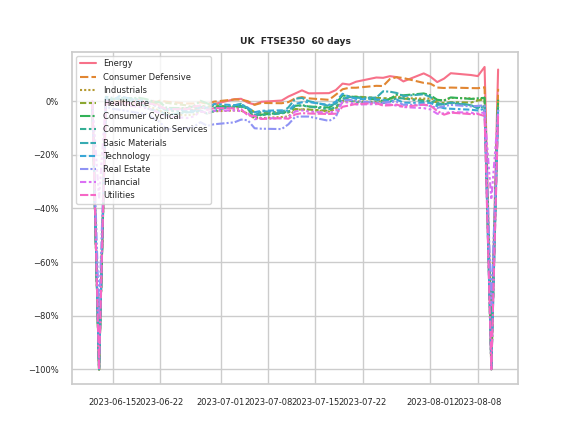 UK FTSE350 60 days
Energy
Consumer Defensive
Industrials
Healthcare
Consumer Cyclical
Communication Services
Basic Materials
Technology
Real Estate
Financial
Utilities
0%
−20%
−40%
−60%
−80%
−100%
2023-06-15 2023-06-22 2023-07-01 2023-07-08 2023-07-15 2023-07-22 2023-08-01 2023-08-08